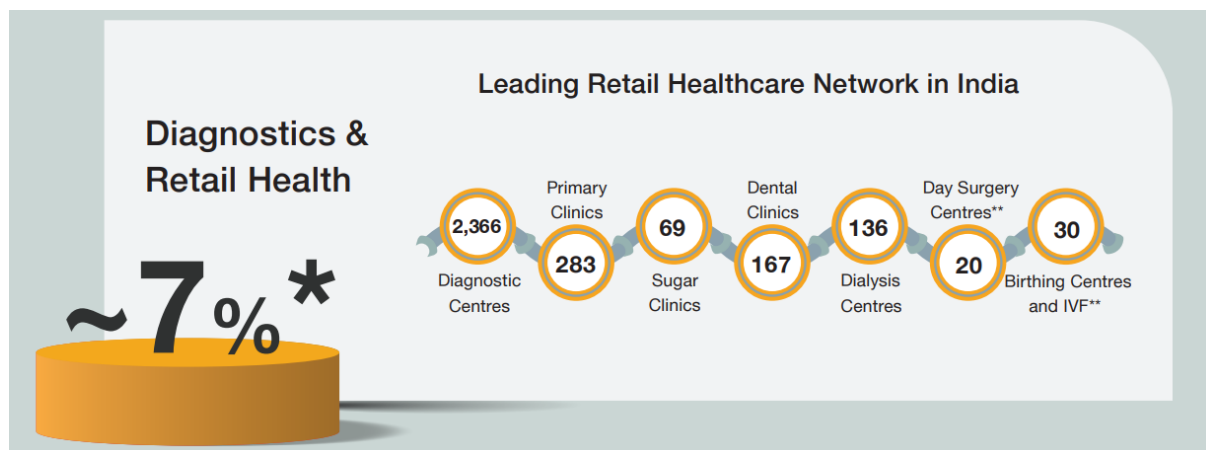 Leading Retail Healthcare Network in India
Diagnostics &
Retail Health
~7%*
2,366
Diagnostic
Centres
Primary
Clinics
283
69
Sugar
Clinics
Dental
Clinics
167
136
Dialysis
Centres
Day Surgery
Centres**
20
30
Birthing Centres
and IVF**